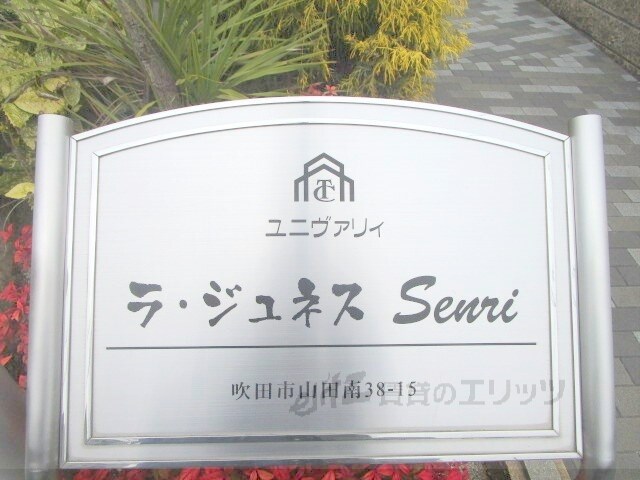 TC
ユニヴァリィ
ラ・ジュネス Senri
吹田市山田南38-15
賃貸のエリッツ